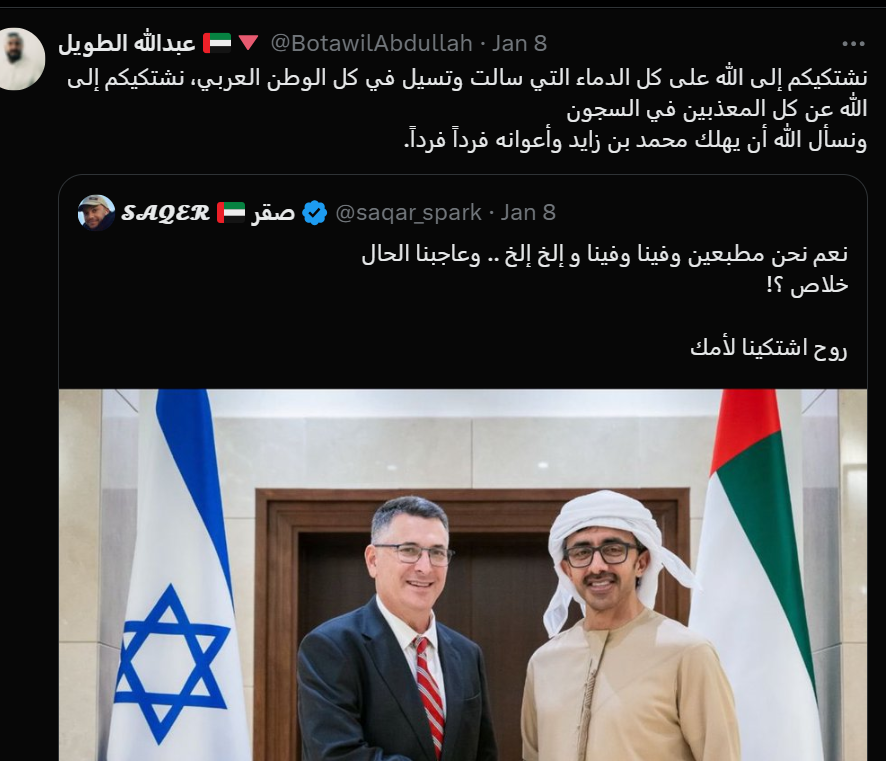 عبدالله الطويل 🇦🇪🔻 @BotawilAbdullah · Jan 8
نشتكيكم إلى الله على كل الدماء التي سالت وتسيل في كل الوطن العربي، نشتكيكم إلى
الله عن كل المعذبين في السجون
ونسأل الله أن يهلك محمد بن زايد وأعوانه فرداً فرداً.
𝑺𝑨𝑸𝑬𝑹 🇦🇪 صقر @saqar_spark · Jan 8
نعم نحن مطبعين وفينا وفينا و إلخ إلخ .. وعاجبنا الحال
خلاص ؟!
روح اشتكينا لأمك